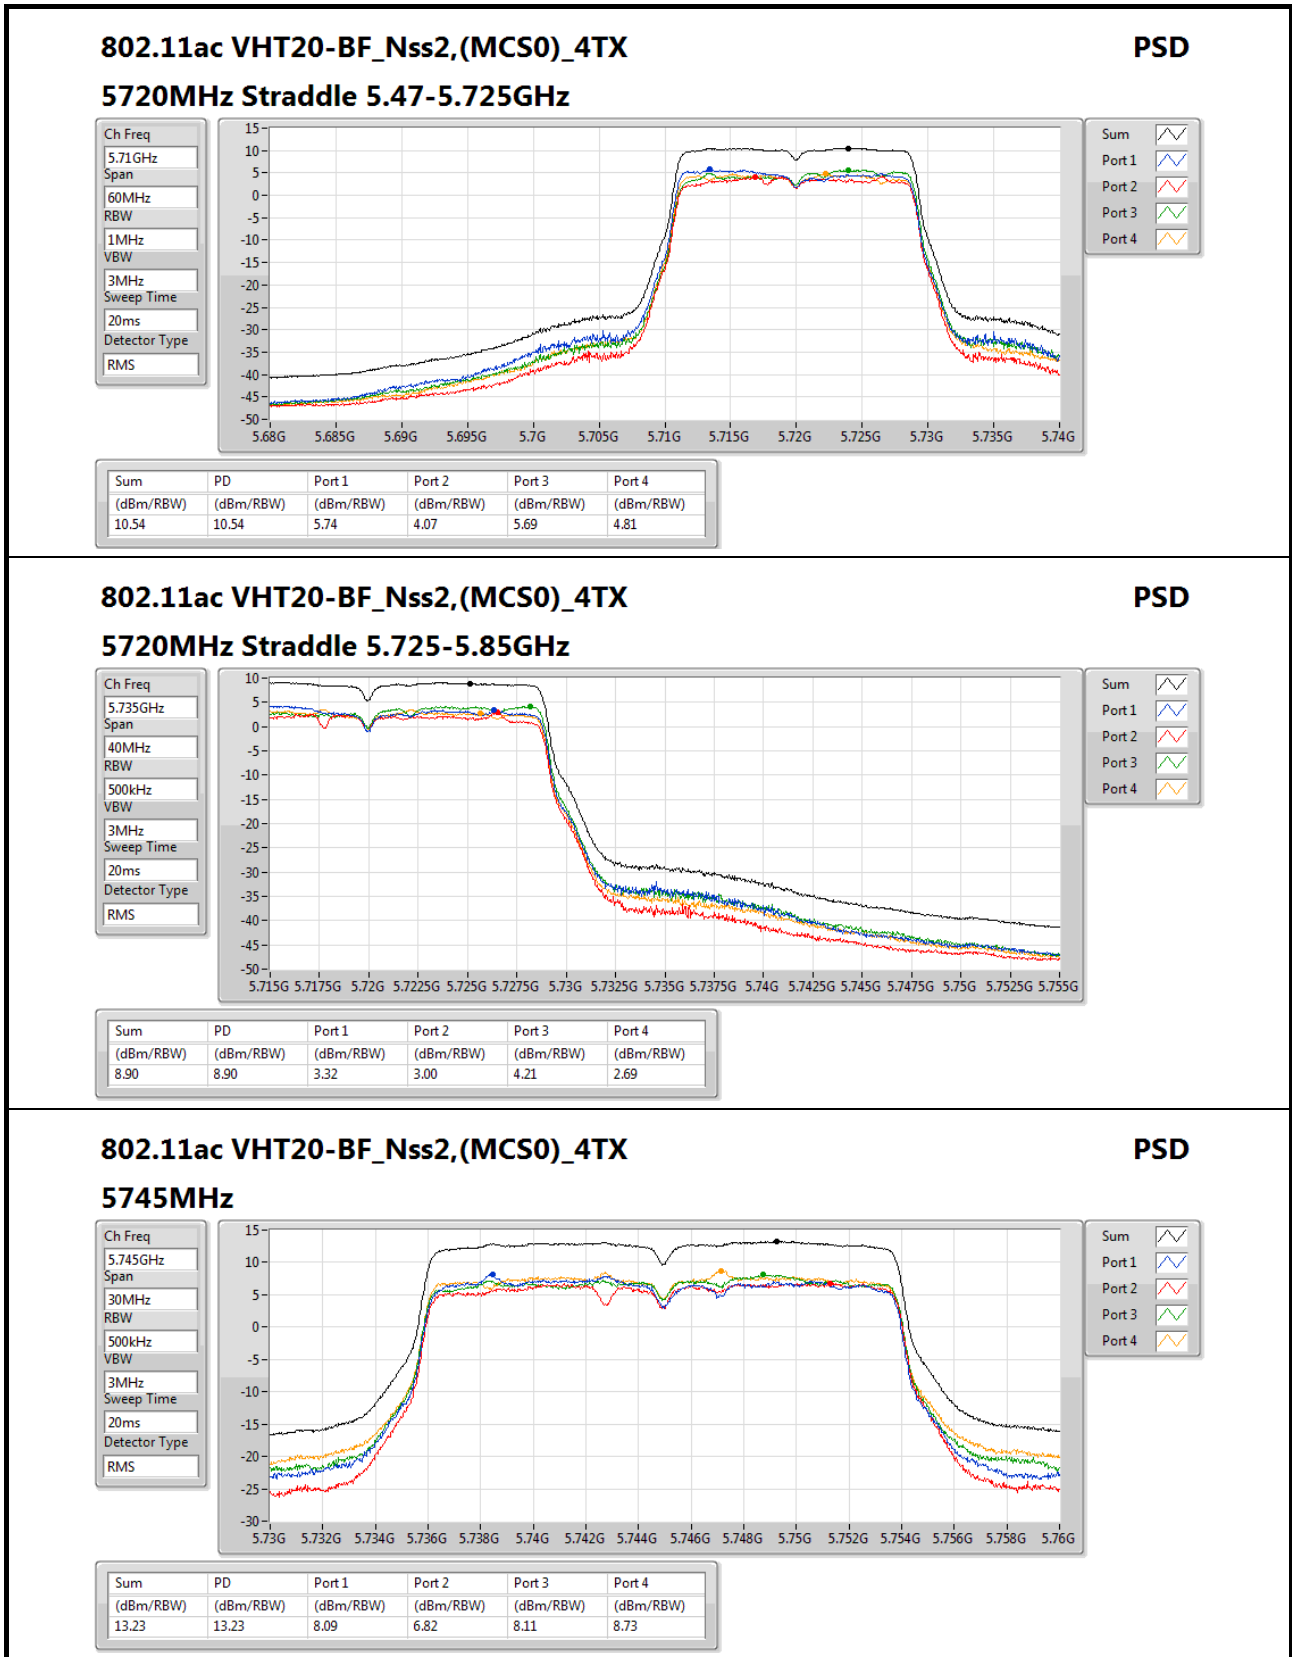 802.11ac VHT20-BF_Nss2,(MCS0)_4TX PSD
5720MHz Straddle 5.47-5.725GHz
Ch Freq
5.71GHz
Span
60MHz
RBW
1MHz
VBW
3MHz
Sweep Time
20ms
Detector Type
RMS
15
10
5
0
-5
-10
-15
-20
-25
-30
-35
-40
-45
-50
5.68G 5.685G 5.69G 5.695G 5.7G 5.705G 5.71G 5.715G 5.72G 5.725G 5.73G 5.735G 5.74G
Sum
Port 1
Port 2
Port 3
Port 4
Sum PD Port 1 Port 2 Port 3 Port 4
(dBm/RBW) (dBm/RBW) (dBm/RBW) (dBm/RBW) (dBm/RBW) (dBm/RBW)
10.54 10.54 5.74 4.07 5.69 4.81
802.11ac VHT20-BF_Nss2,(MCS0)_4TX PSD
5720MHz Straddle 5.725-5.85GHz
Ch Freq
5.735GHz
Span
40MHz
RBW
500kHz
VBW
3MHz
Sweep Time
20ms
Detector Type
RMS
10
5
0
-5
-10
-15
-20
-25
-30
-35
-40
-45
-50
5.715G 5.7175G 5.72G 5.7225G 5.725G 5.7275G 5.73G 5.7325G 5.735G 5.7375G 5.74G 5.7425G 5.745G 5.7475G 5.75G 5.7525G 5.755G
Sum
Port 1
Port 2
Port 3
Port 4
Sum PD Port 1 Port 2 Port 3 Port 4
(dBm/RBW) (dBm/RBW) (dBm/RBW) (dBm/RBW) (dBm/RBW) (dBm/RBW)
8.90 8.90 3.32 3.00 4.21 2.69
802.11ac VHT20-BF_Nss2,(MCS0)_4TX PSD
5745MHz
Ch Freq
5.745GHz
Span
30MHz
RBW
500kHz
VBW
3MHz
Sweep Time
20ms
Detector Type
RMS
15
10
5
0
-5
-10
-15
-20
-25
-30
5.73G 5.732G 5.734G 5.736G 5.738G 5.74G 5.742G 5.744G 5.746G 5.748G 5.75G 5.752G 5.754G 5.756G 5.758G 5.76G
Sum
Port 1
Port 2
Port 3
Port 4
Sum PD Port 1 Port 2 Port 3 Port 4
(dBm/RBW) (dBm/RBW) (dBm/RBW) (dBm/RBW) (dBm/RBW) (dBm/RBW)
13.23 13.23 8.09 6.82 8.11 8.73